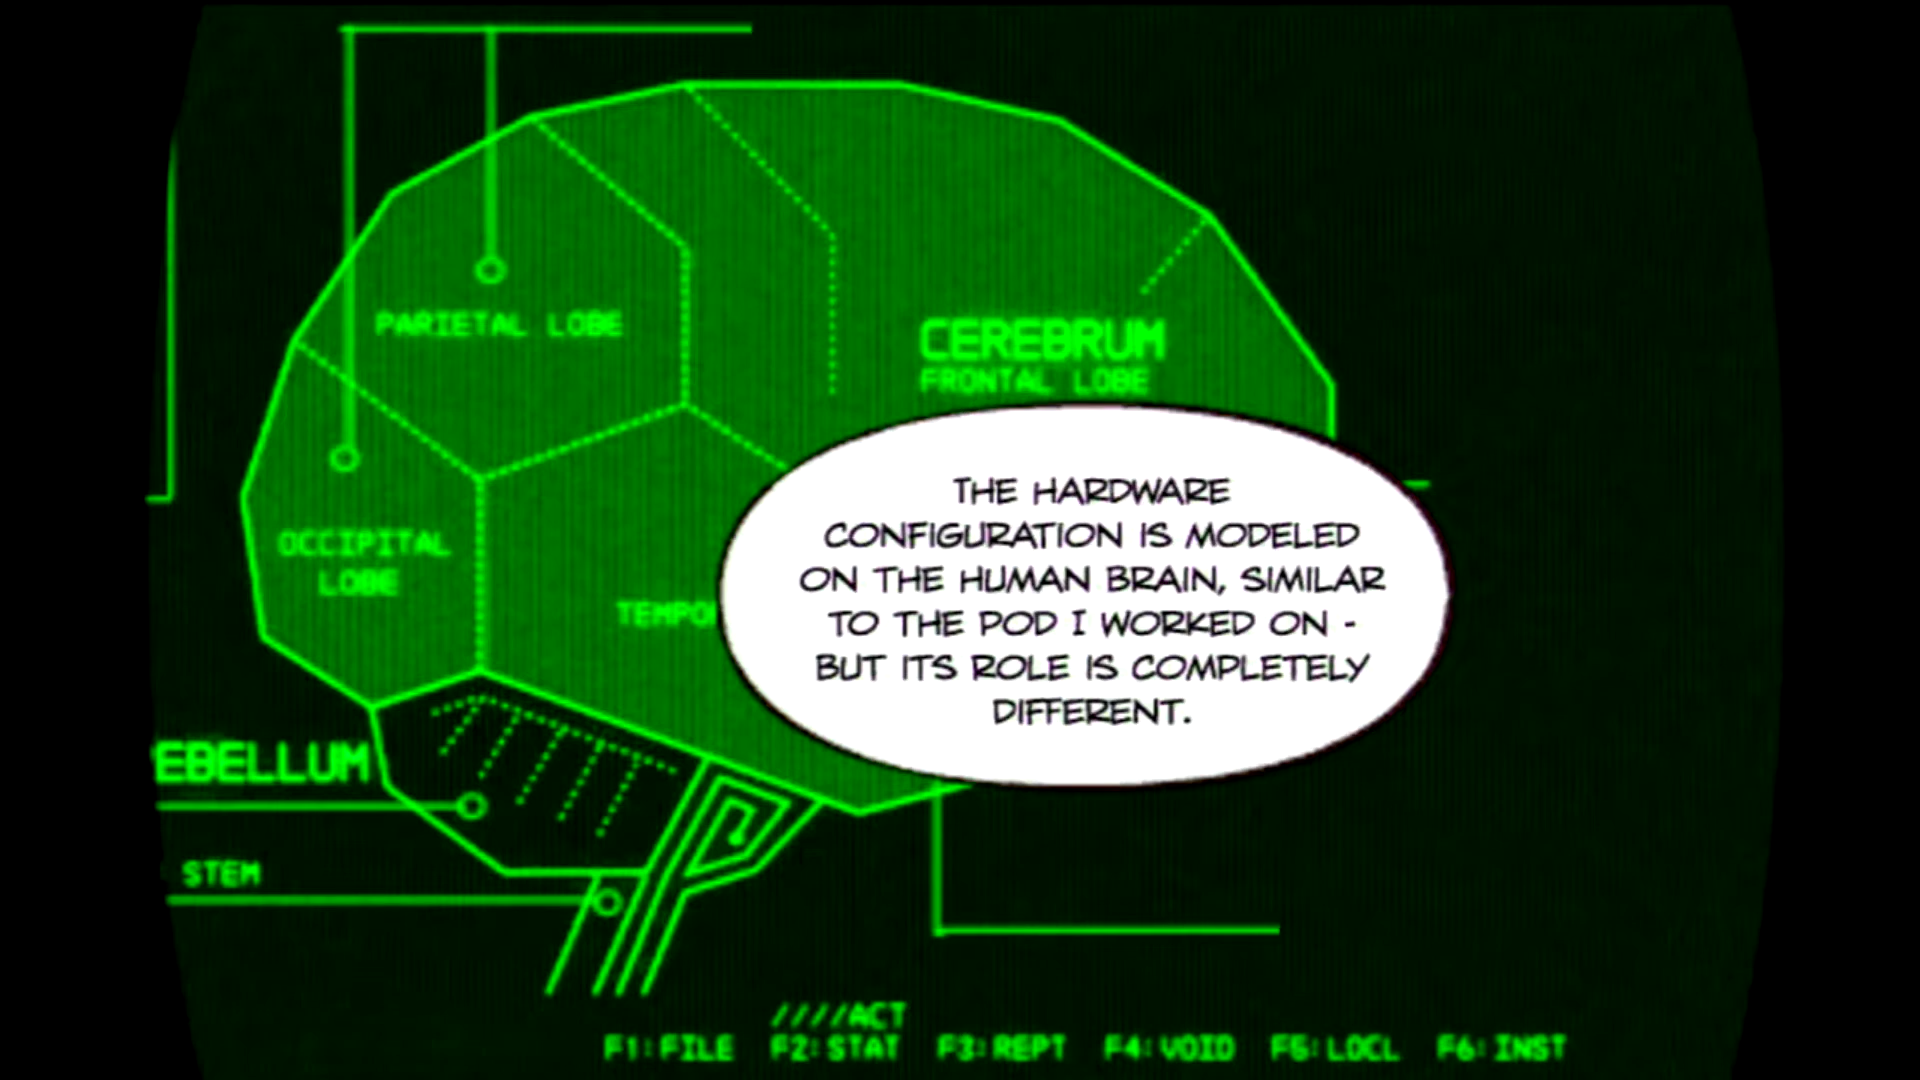 PARIETAL LOBE
CEREBRUM
FRONTAL LOBE
THE HARDWARE
CONFIGURATION IS MODELED
ON THE HUMAN BRAIN, SIMILAR
TO THE POD I WORKED ON -
BUT ITS ROLE IS COMPLETELY
DIFFERENT.
OCCIPITAL
LOBE
TEMPO
EBELLUM
STEM
////ACT
F1:FILE F2:STAT F3:REPT F4:VOID F5:LOCL F6:INST